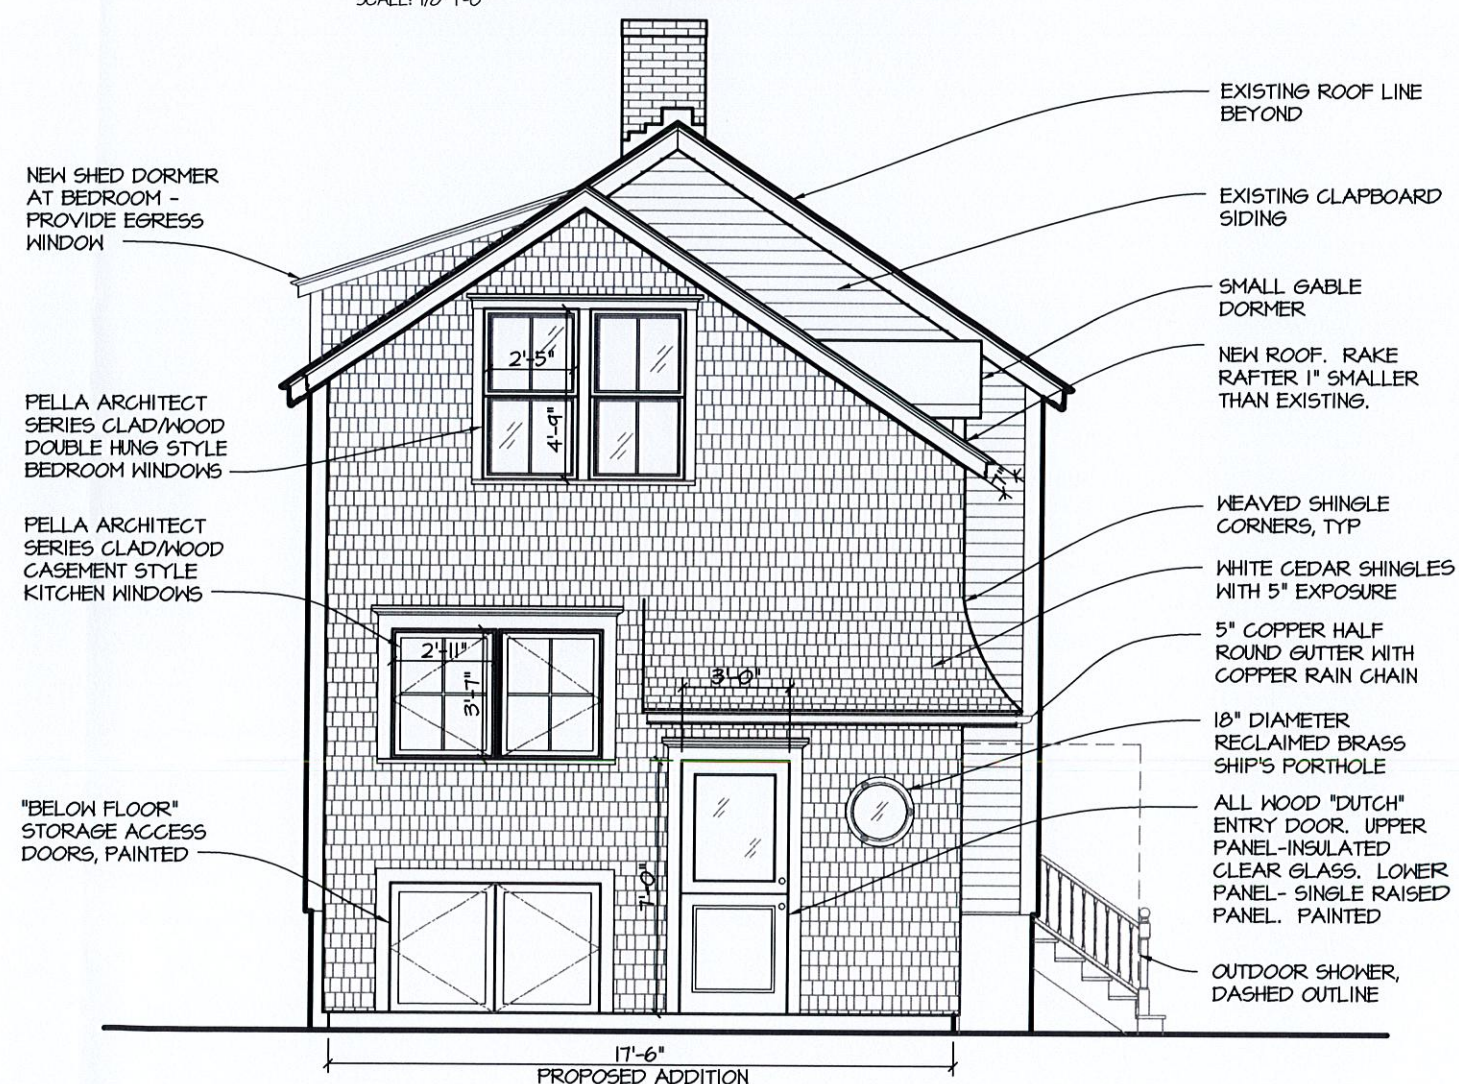 EXISTING ROOF LINE
BEYOND
NEW SHED DORMER
AT BEDROOM -
PROVIDE EGRESS
WINDOW
EXISTING CLAPBOARD
SIDING
SMALL GABLE
DORMER
NEW ROOF. RAKE
RAFTER 1" SMALLER
THAN EXISTING.
2'-5"
4'-9"
7"
PELLA ARCHITECT
SERIES CLAD/WOOD
DOUBLE HUNG STYLE
BEDROOM WINDOWS
WEAVED SHINGLE
CORNERS, TYP
PELLA ARCHITECT
SERIES CLAD/WOOD
CASEMENT STYLE
KITCHEN WINDOWS
WHITE CEDAR SHINGLES
WITH 5" EXPOSURE
5" COPPER HALF
ROUND GUTTER WITH
COPPER RAIN CHAIN
2'-11"
3'-7"
3'-0"
18" DIAMETER
RECLAIMED BRASS
SHIP'S PORTHOLE
"BELOW FLOOR"
STORAGE ACCESS
DOORS, PAINTED
ALL WOOD "DUTCH"
ENTRY DOOR. UPPER
PANEL-INSULATED
CLEAR GLASS. LOWER
PANEL- SINGLE RAISED
PANEL. PAINTED
7'-0"
OUTDOOR SHOWER,
DASHED OUTLINE
17'-6"
PROPOSED ADDITION